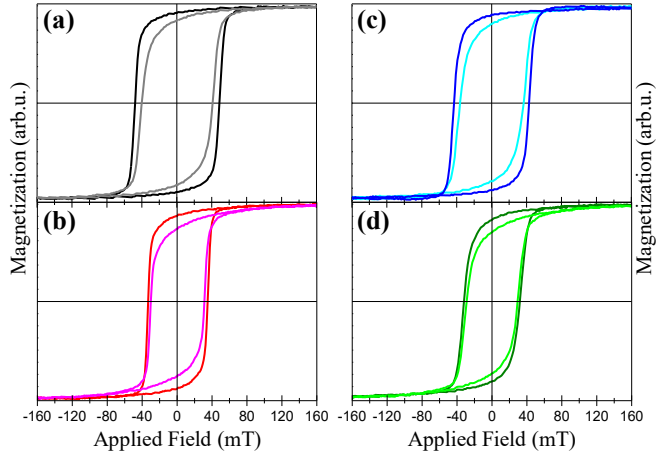 (a)
(c)
Magnetization (arb.u.)
Magnetization (arb.u.)
(b)
(d)
-160 -120 -80 -40 0 40 80 120 160
-160 -120 -80 -40 0 40 80 120 160
Applied Field (mT)
Applied Field (mT)